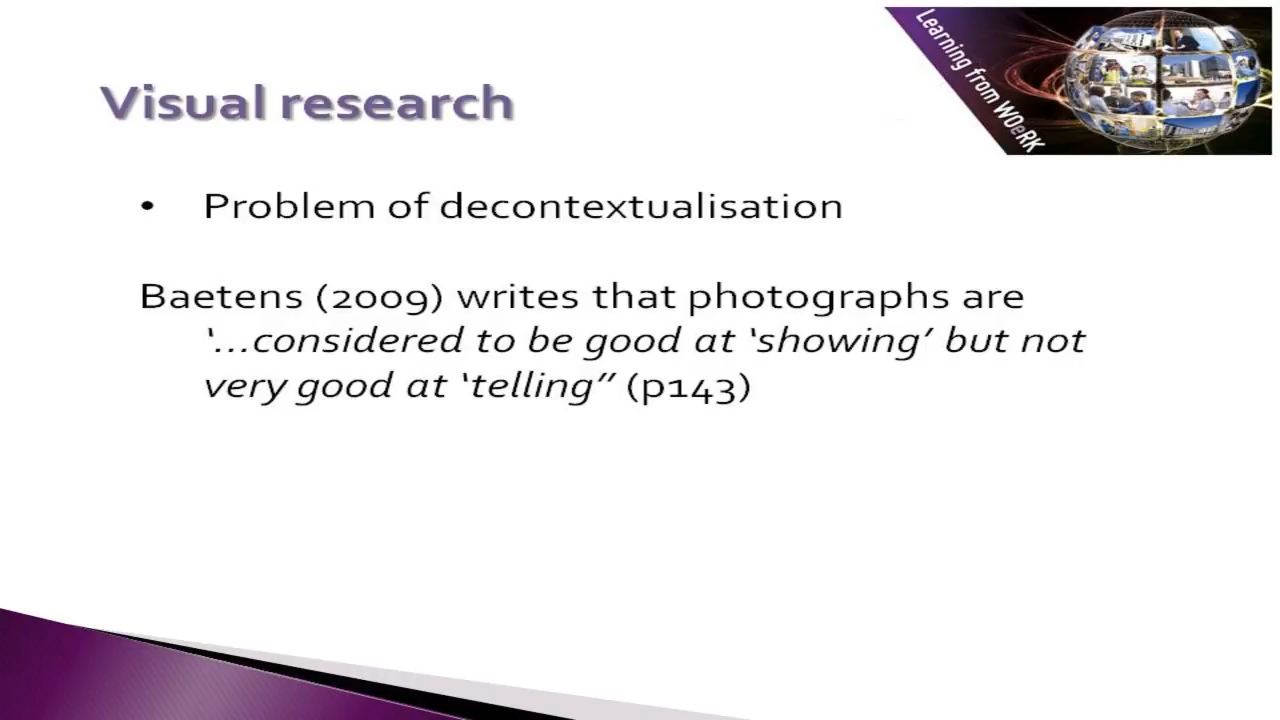 Learning from WOeRK
Visual research
• Problem of decontextualisation
Baetens (2009) writes that photographs are
‘...considered to be good at ‘showing’ but not
very good at ‘telling’’ (p143)